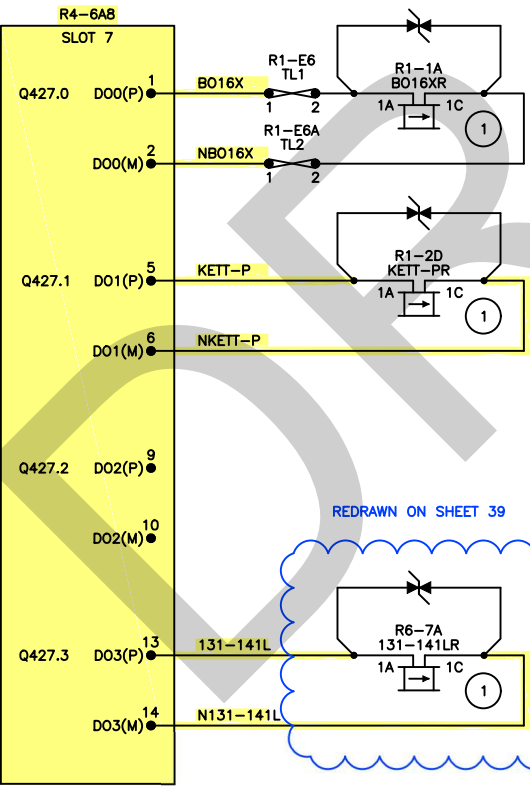 R4-6A8
SLOT 7
Q427.0 DO0(P) 1 BO16X R1-E6 TL1 1 2 R1-1A BO16XR 1A 1C 1
DO0(M) 2 NBO16X R1-E6A TL2 1 2
Q427.1 DO1(P) 5 KETT-P R1-2D KETT-PR 1A 1C 1
DO1(M) 6 NKETT-P
Q427.2 DO2(P) 9
DO2(M) 10
REDRAWN ON SHEET 39
Q427.3 DO3(P) 13 131-141L R6-7A 131-141LR 1A 1C 1
DO3(M) 14 N131-141L